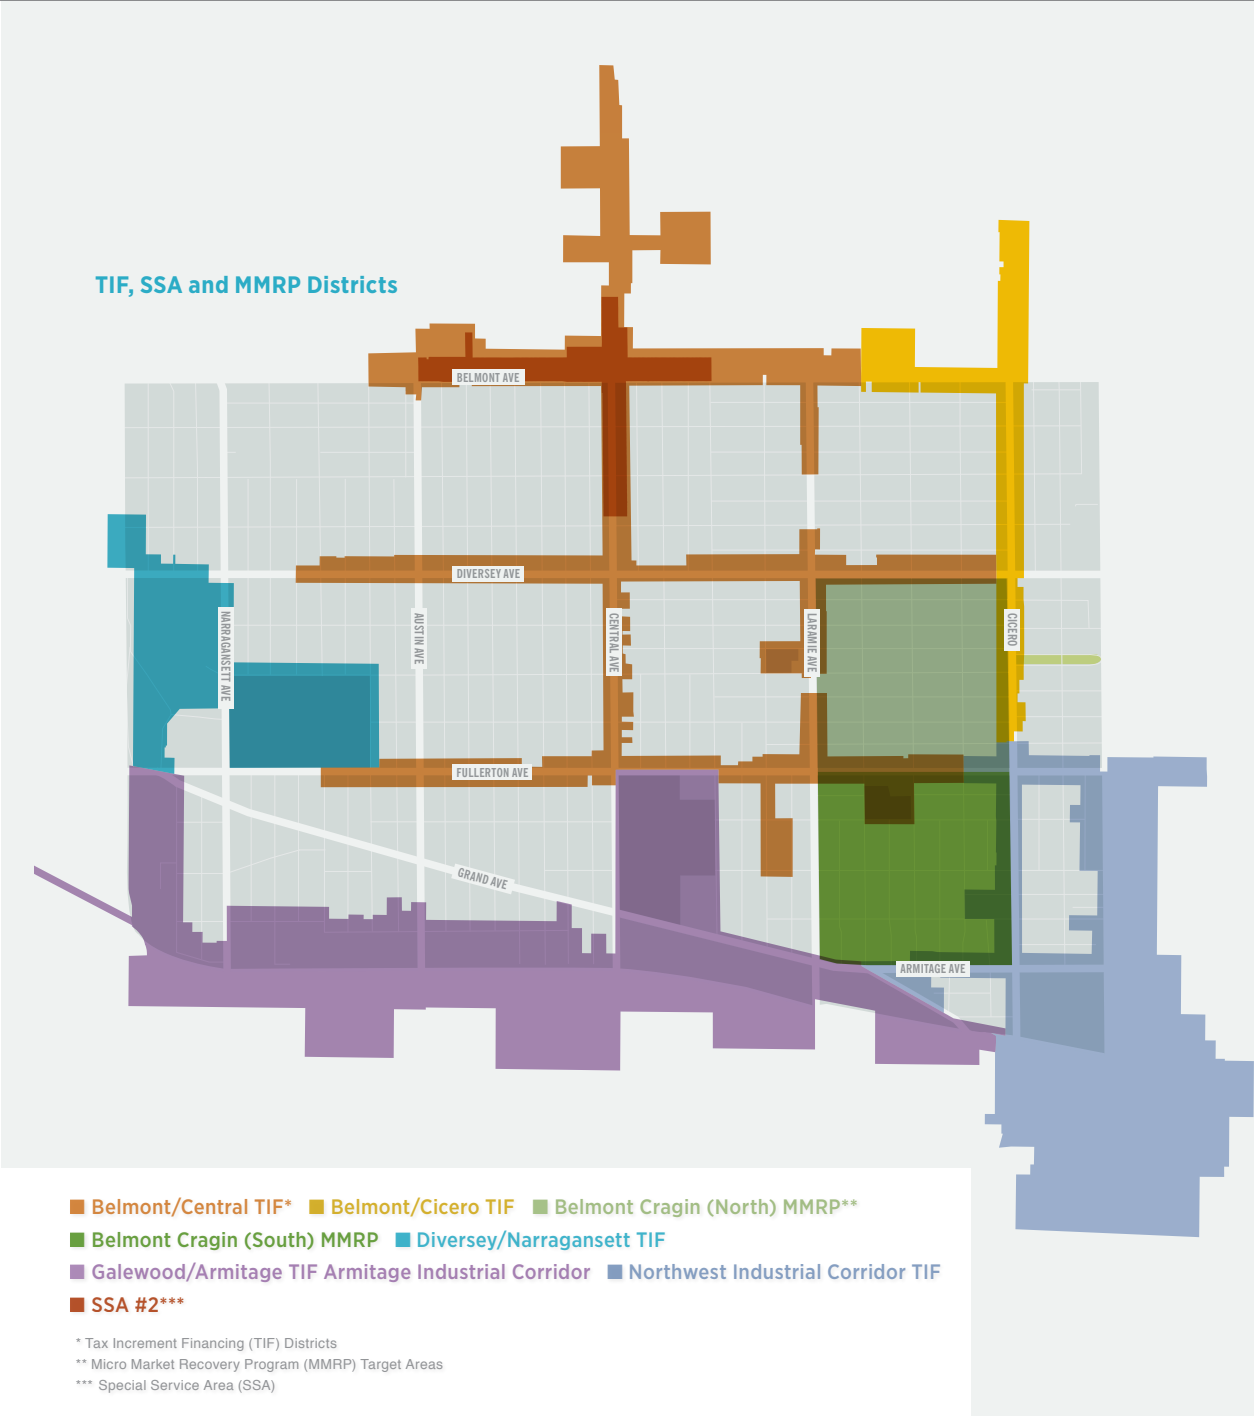 TIF, SSA and MMRP Districts
BELMONT AVE
DIVERSEY AVE
NARRAGANSETT AVE
AUSTIN AVE
CENTRAL AVE
LARAMIE AVE
CICERO
FULLERTON AVE
GRAND AVE
ARMITAGE AVE
Belmont/Central TIF* Belmont/Cicero TIF Belmont Cragin (North) MMRP**
Belmont Cragin (South) MMRP Diversey/Narragansett TIF
Galewood/Armitage TIF Armitage Industrial Corridor Northwest Industrial Corridor TIF
SSA #2***
* Tax Increment Financing (TIF) Districts
** Micro Market Recovery Program (MMRP) Target Areas
*** Special Service Area (SSA)